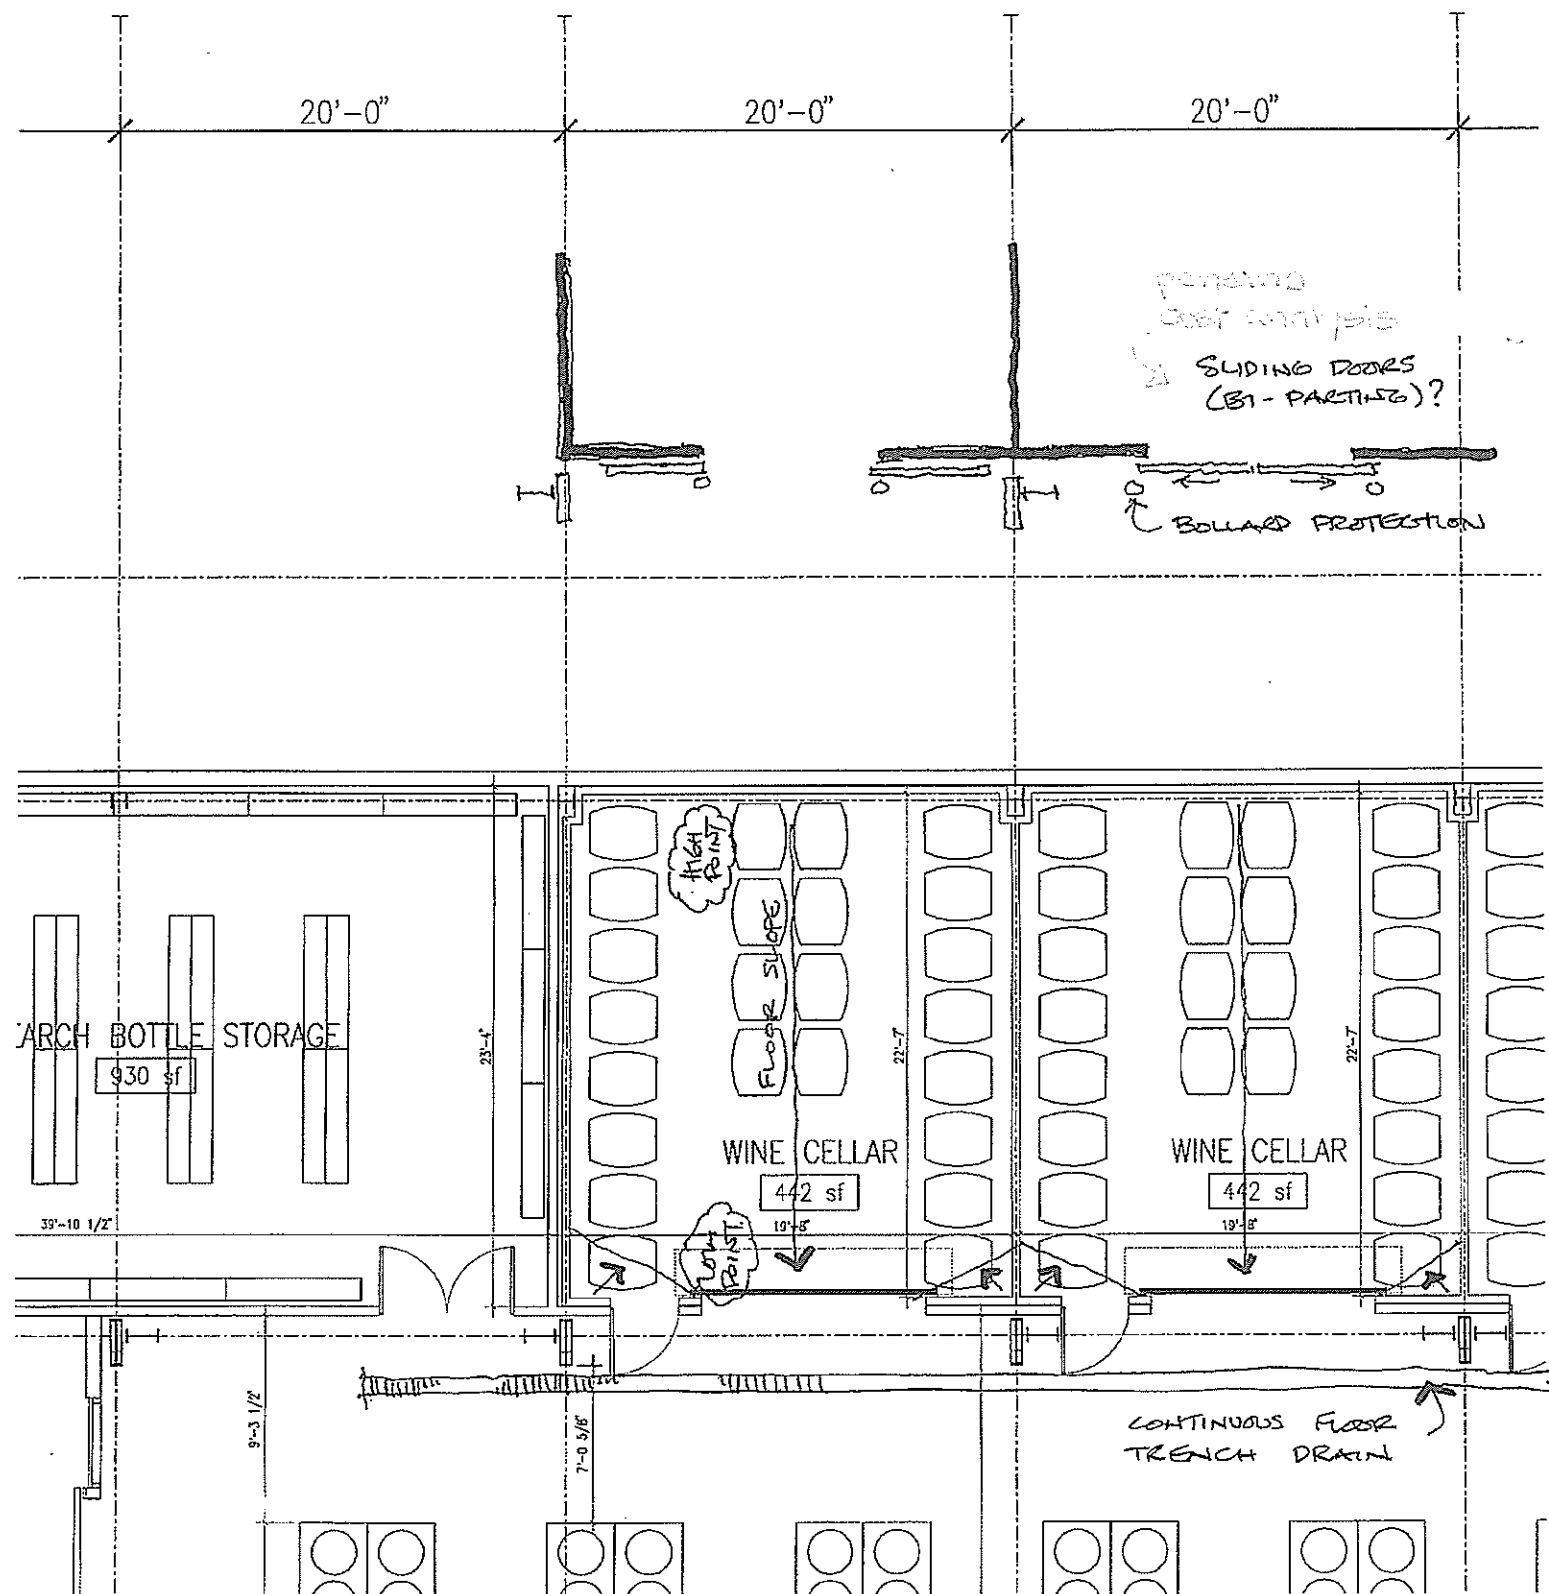 20'-0"
20'-0"
20'-0"
pending
cost analysis
SLIDING DOORS
(BI-PARTING)?
BOLLARD PROTECTION
HIGH
POINT
FLOOR SLOPE
ARCH BOTTLE STORAGE
930 sf
23'-4"
22'-7"
22'-7"
WINE CELLAR
442 sf
19'-8"
WINE CELLAR
442 sf
19'-8"
39'-10 1/2"
LOW
POINT.
9'-3 1/2"
7'-0 5/8"
CONTINUOUS FLOOR
TRENCH DRAIN